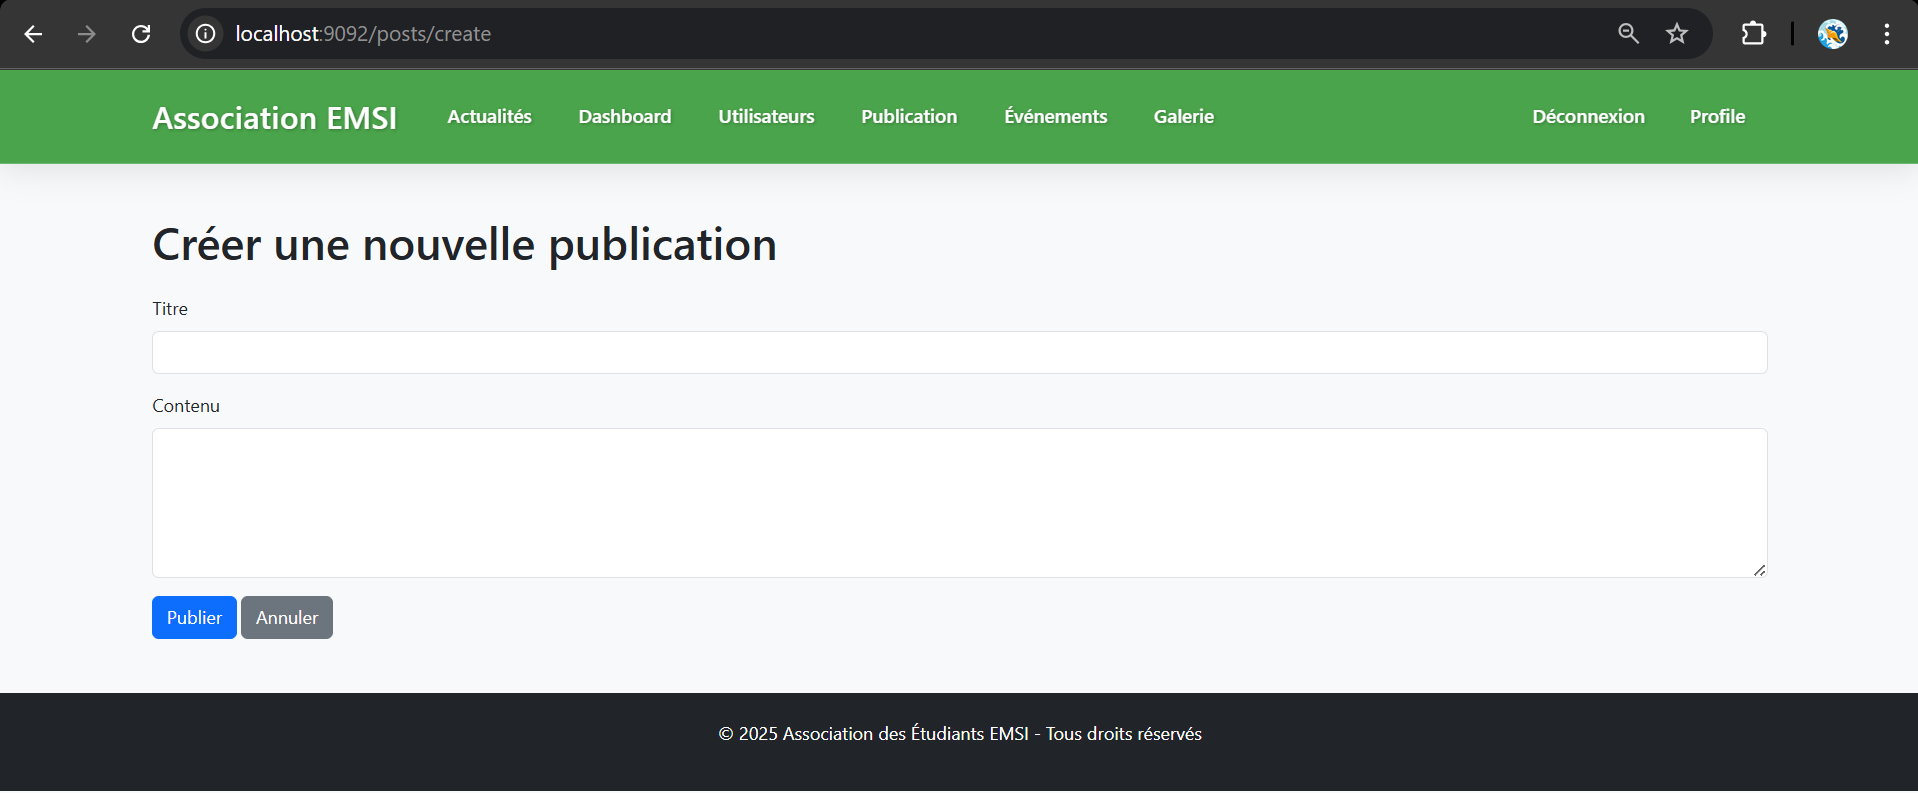 localhost:9092/posts/create
Association EMSI Actualités Dashboard Utilisateurs Publication Événements Galerie Déconnexion Profile
Créer une nouvelle publication
Titre
Contenu
Publier Annuler
© 2025 Association des Étudiants EMSI - Tous droits réservés